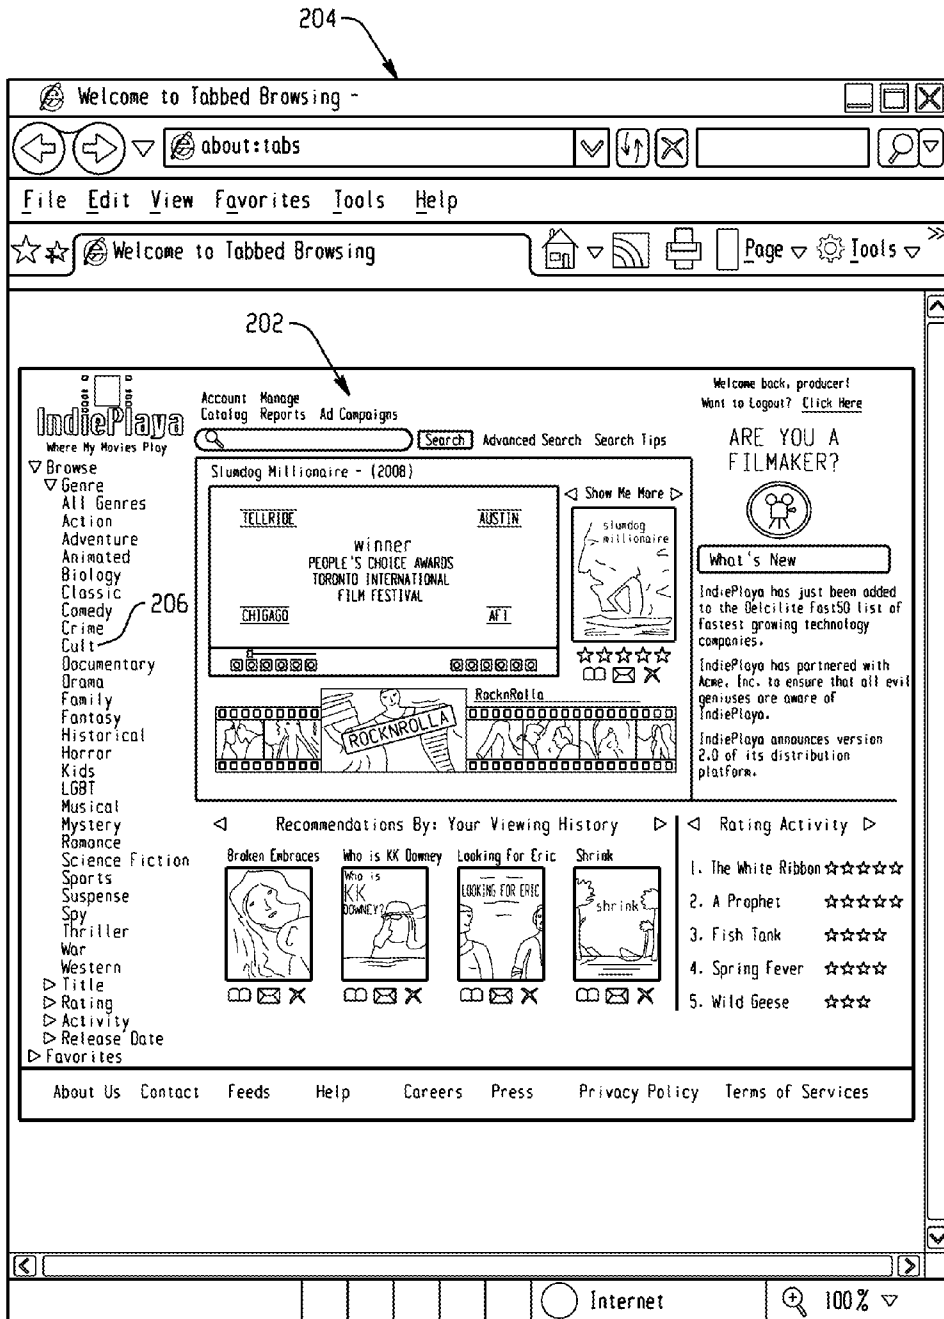 204
Welcome to Tabbed Browsing -
about:tabs
File Edit View Favorites Tools Help
Welcome to Tabbed Browsing
Page Tools
202
IndiePlaya
Where My Movies Play
Account Manage
Catalog Reports Ad Campaigns
Welcome back, producer!
Want to Logout? Click Here
Search Advanced Search Search Tips
Browse
Genre
All Genres
Action
Adventure
Animated
Biology
Classic
Comedy
Crime
Cult
206
Documentary
Drama
Family
Fantasy
Historical
Horror
Kids
LGBT
Musical
Mystery
Romance
Science Fiction
Sports
Suspense
Spy
Thriller
War
Western
Title
Rating
Activity
Release Date
Favorites
Slumdog Millionaire - (2008)
TELLRIDE
AUSTIN
winner
PEOPLE'S CHOICE AWARDS
TORONTO INTERNATIONAL
FILM FESTIVAL
CHIGAGO
AFI
Show Me More
slumdog
millionaire
RocknRolla
ROCKNROLLA
ARE YOU A
FILMAKER?
What's New
IndiePlaya has just been added
to the Delcilite Fast50 list of
fastest growing technology
companies.
IndiePlaya has partnered with
Acme, Inc. to ensure that all evil
geniuses are aware of
IndiePlaya.
IndiePlaya announces version
2.0 of its distribution
platform.
Recommendations By: Your Viewing History
Broken Embraces
Who is KK Downey
Who is
KK
DOWNEY?
Looking For Eric
LOOKING FOR ERIC
Shrink
shrink
Rating Activity
1. The White Ribbon
2. A Prophet
3. Fish Tank
4. Spring Fever
5. Wild Geese
About Us Contact Feeds Help Careers Press Privacy Policy Terms of Services
Internet
100%